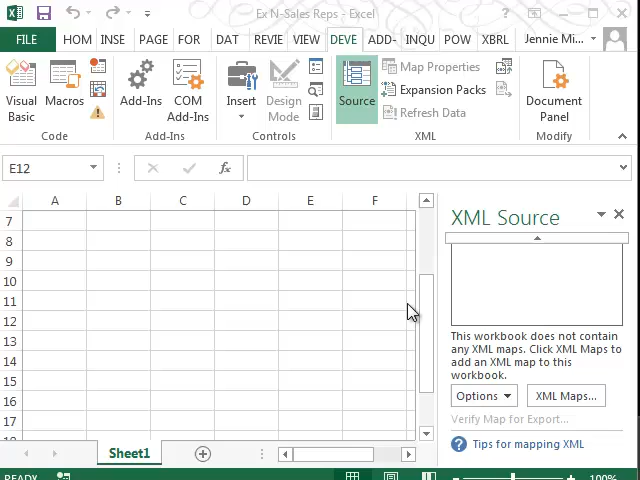 Ex N-Sales Reps - Excel
?
FILE HOM INSE PAGE FOR DAT REVIE VIEW DEVE ADD- INQU POW XBRL Jennie Mi...
Visual Basic
Macros
Code
Add-Ins
COM Add-Ins
Add-Ins
Insert
Design Mode
Controls
Source
Map Properties
Expansion Packs
Refresh Data
XML
Document Panel
Modify
E12
fx
A B C D E F
7
8
9
10
11
12
13
14
15
16
17
XML Source
This workbook does not contain
any XML maps. Click XML Maps to
add an XML map to this
workbook.
Options XML Maps...
Verify Map for Export...
? Tips for mapping XML
Sheet1
READY 100%